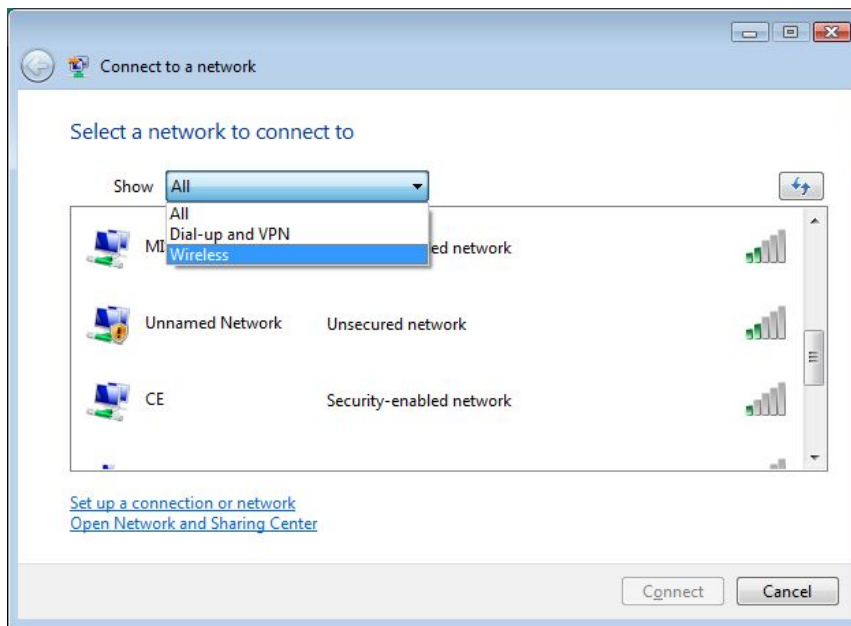 Connect to a network
Select a network to connect to
Show All
All
Dial-up and VPN
Wireless
MI ed network
Unnamed Network Unsecured network
CE Security-enabled network
Set up a connection or network
Open Network and Sharing Center
Connect Cancel